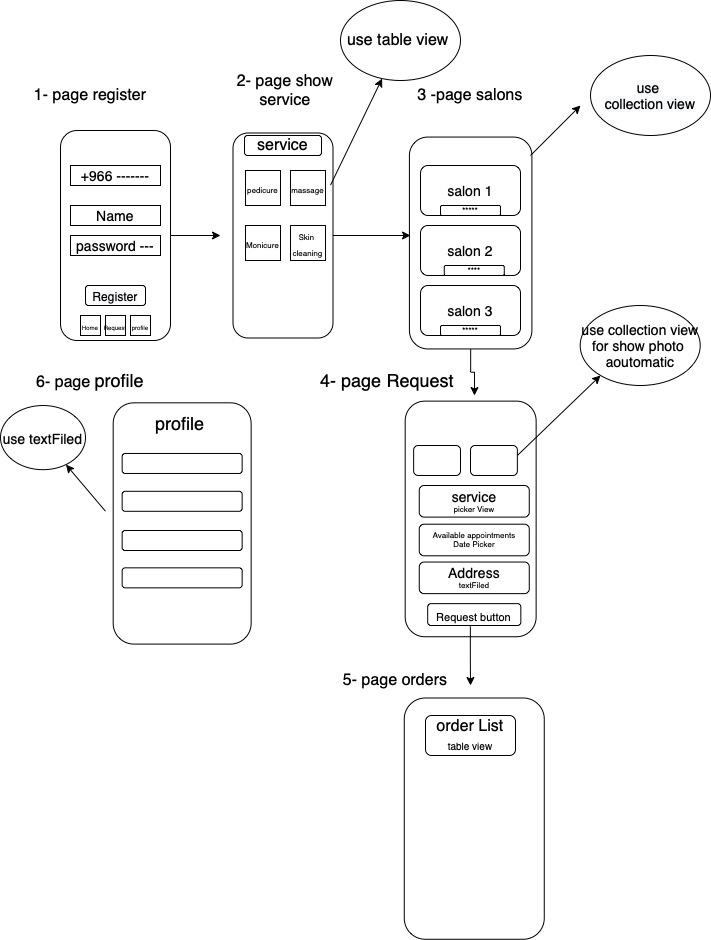 use table view
2- page show
service
1- page register
3 -page salons
use
collection view
service
pedicure
massage
Monicure
Skin
cleaning
+966 -------
Name
password ---
Register
Home
Request
profile
salon 1
*****
salon 2
****
salon 3
*****
use collection view
for show photo
aoutomatic
6- page profile
4- page Request
use textFiled
profile
service
picker View
Available appointments
Date Picker
Address
textFiled
Request button
5- page orders
order List
table view